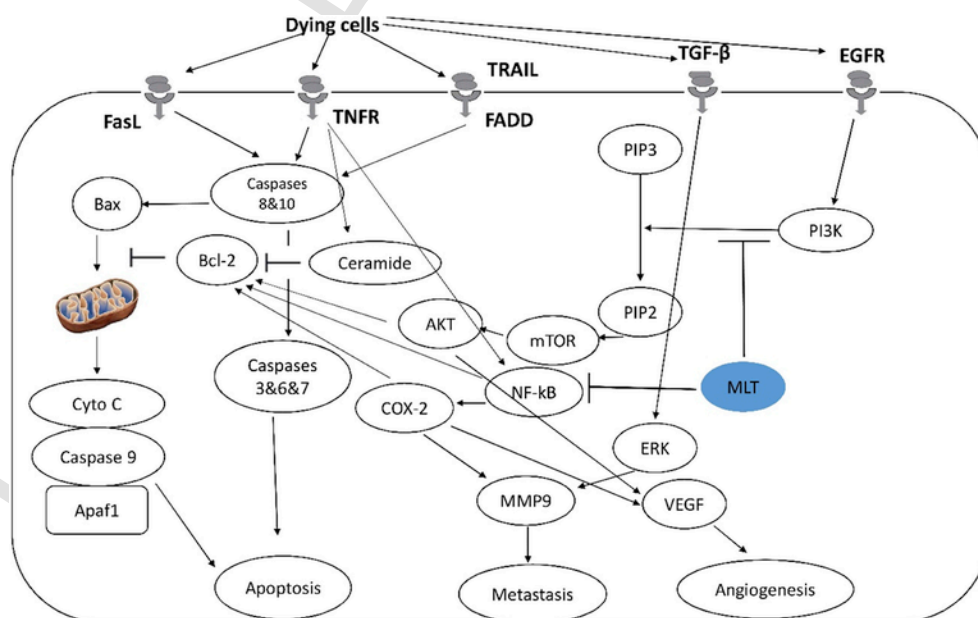 Dying cells
TRAIL
TGF-β
EGFR
FasL
TNFR
FADD
PIP3
Caspases
8&10
Bax
PI3K
Bcl-2
Ceramide
PIP2
AKT
mTOR
Caspases
3&6&7
NF-kB
MLT
Cyto C
COX-2
ERK
Caspase 9
MMP9
VEGF
Apaf1
Apoptosis
Metastasis
Angiogenesis